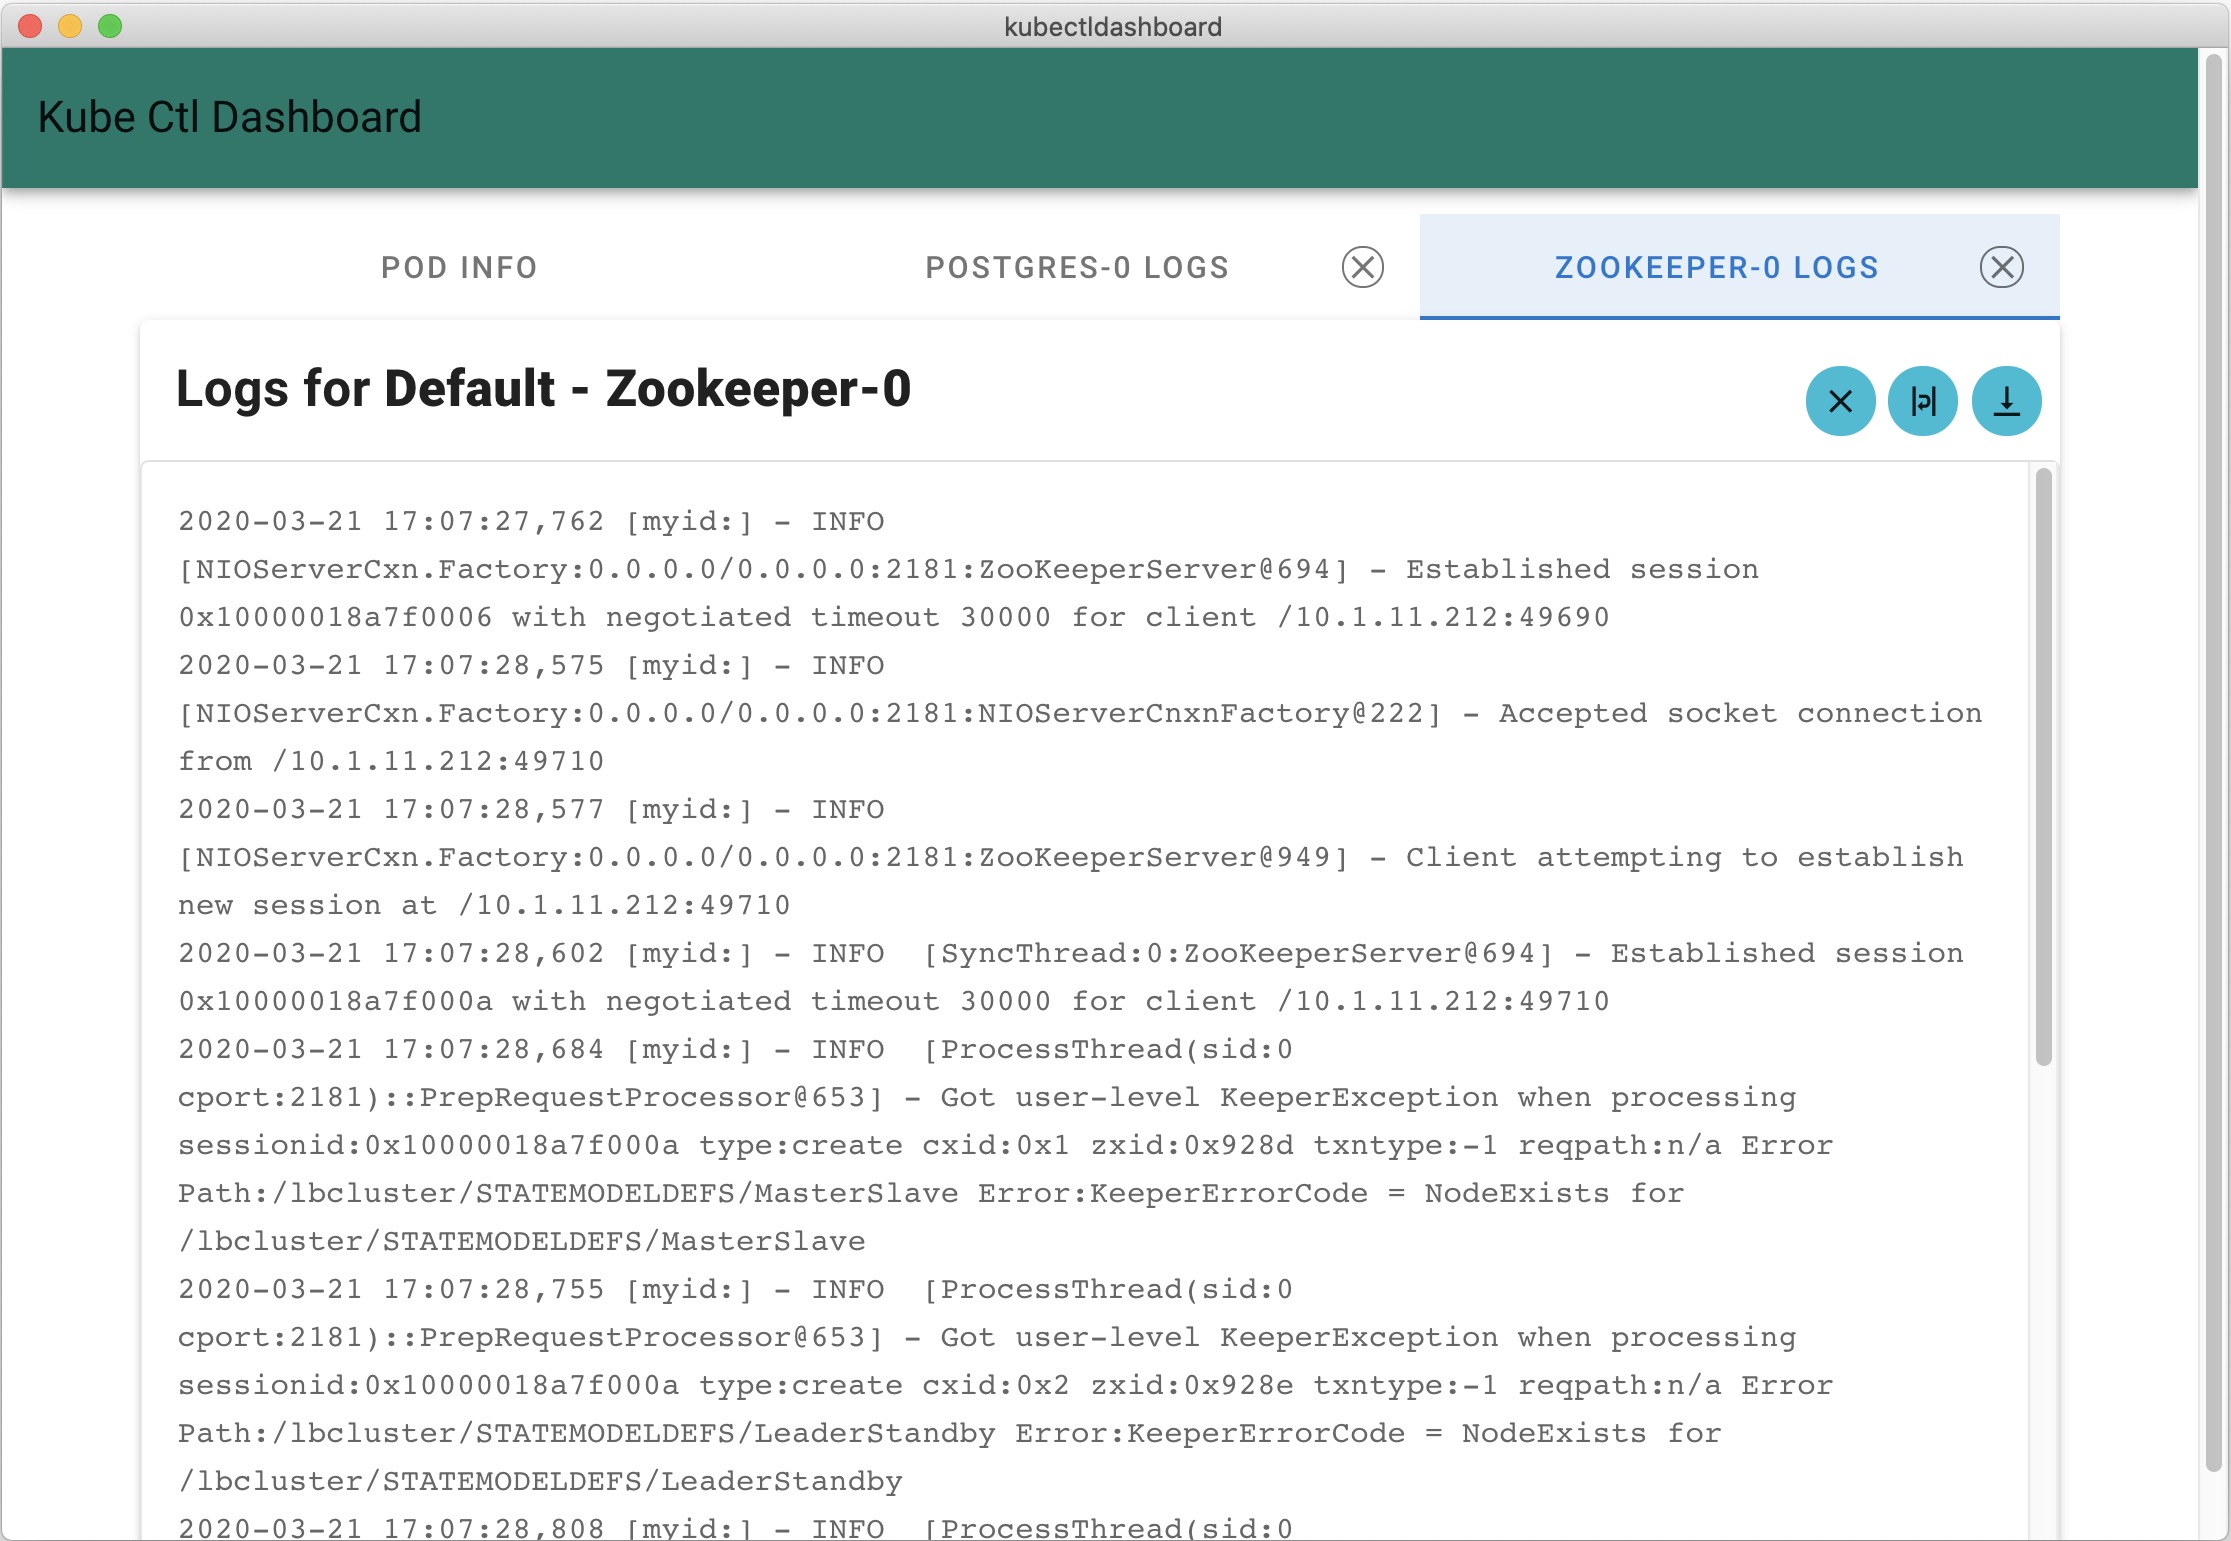 kubectldashboard
Kube Ctl Dashboard
POD INFO
POSTGRES-0 LOGS
ZOOKEEPER-0 LOGS
Logs for Default - Zookeeper-0
2020-03-21 17:07:27,762 [myid:] - INFO
[NIOServerCxn.Factory:0.0.0.0/0.0.0.0:2181:ZooKeeperServer@694] - Established session
0x10000018a7f0006 with negotiated timeout 30000 for client /10.1.11.212:49690
2020-03-21 17:07:28,575 [myid:] - INFO
[NIOServerCxn.Factory:0.0.0.0/0.0.0.0:2181:NIOServerCnxnFactory@222] - Accepted socket connection
from /10.1.11.212:49710
2020-03-21 17:07:28,577 [myid:] - INFO
[NIOServerCxn.Factory:0.0.0.0/0.0.0.0:2181:ZooKeeperServer@949] - Client attempting to establish
new session at /10.1.11.212:49710
2020-03-21 17:07:28,602 [myid:] - INFO  [SyncThread:0:ZooKeeperServer@694] - Established session
0x10000018a7f000a with negotiated timeout 30000 for client /10.1.11.212:49710
2020-03-21 17:07:28,684 [myid:] - INFO  [ProcessThread(sid:0
cport:2181)::PrepRequestProcessor@653] - Got user-level KeeperException when processing
sessionid:0x10000018a7f000a type:create cxid:0x1 zxid:0x928d txntype:-1 reqpath:n/a Error
Path:/lbcluster/STATEMODELDEFS/MasterSlave Error:KeeperErrorCode = NodeExists for
/lbcluster/STATEMODELDEFS/MasterSlave
2020-03-21 17:07:28,755 [myid:] - INFO  [ProcessThread(sid:0
cport:2181)::PrepRequestProcessor@653] - Got user-level KeeperException when processing
sessionid:0x10000018a7f000a type:create cxid:0x2 zxid:0x928e txntype:-1 reqpath:n/a Error
Path:/lbcluster/STATEMODELDEFS/LeaderStandby Error:KeeperErrorCode = NodeExists for
/lbcluster/STATEMODELDEFS/LeaderStandby
2020-03-21 17:07:28,808 [myid:] - INFO  [ProcessThread(sid:0